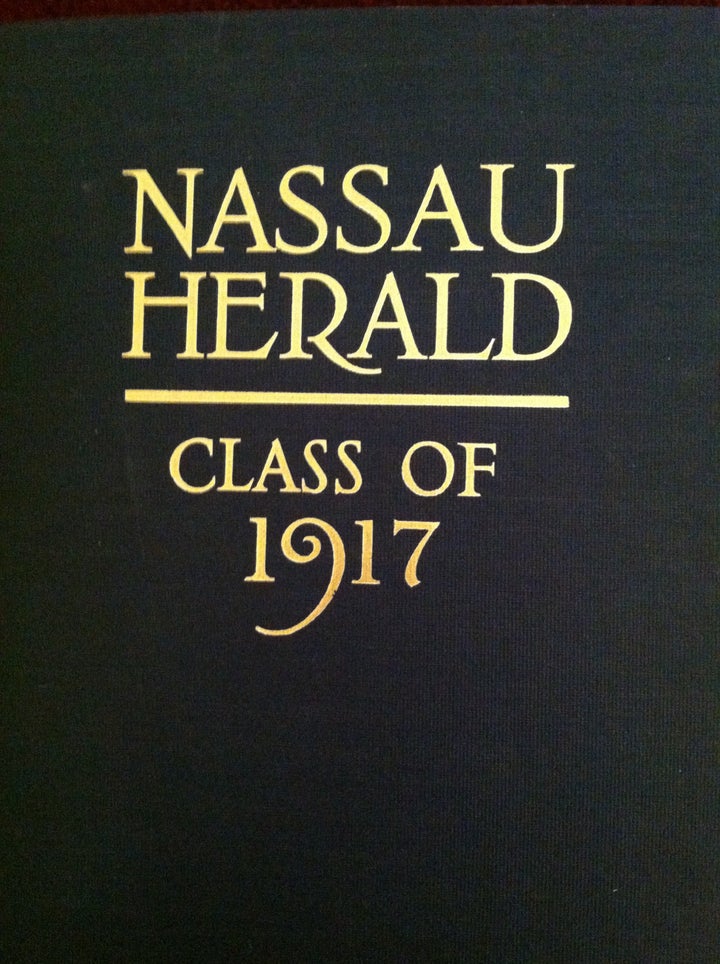 NASSAU
HERALD
CLASS OF
1917